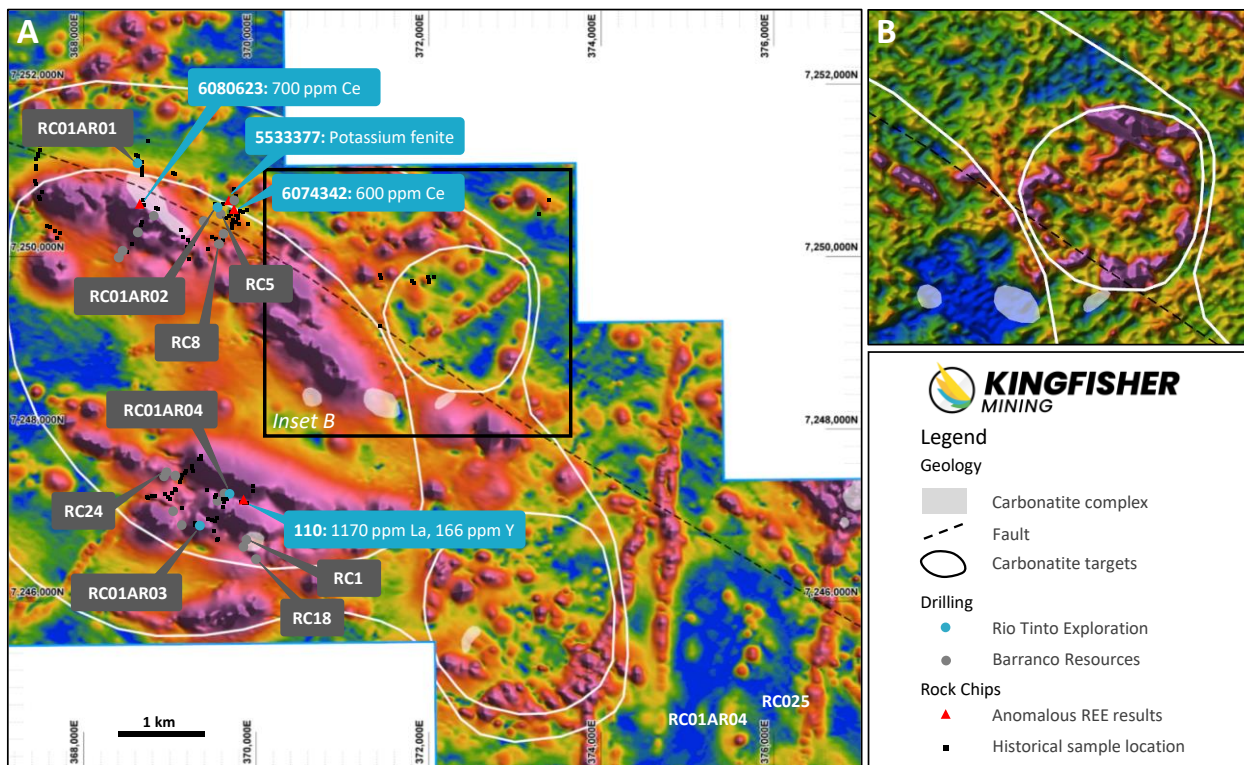 A
B
368,000E
370,000E
372,000E
374,000E
376,000E
7,252,000N
7,252,000N
6080623: 700 ppm Ce
RC01AR01
5533377: Potassium fenite
6074342: 600 ppm Ce
7,250,000N
7,250,000N
RC01AR02
RC5
RC8
Inset B
RC01AR04
7,248,000N
7,248,000N
RC24
110: 1170 ppm La, 166 ppm Y
RC01AR03
RC1
RC18
7,246,000N
7,246,000N
RC01AR04
RC025
1 km
368,000E
370,000E
372,000E
374,000E
376,000E
KINGFISHER
MINING
Legend
Geology
Carbonatite complex
Fault
Carbonatite targets
Drilling
Rio Tinto Exploration
Barranco Resources
Rock Chips
Anomalous REE results
Historical sample location